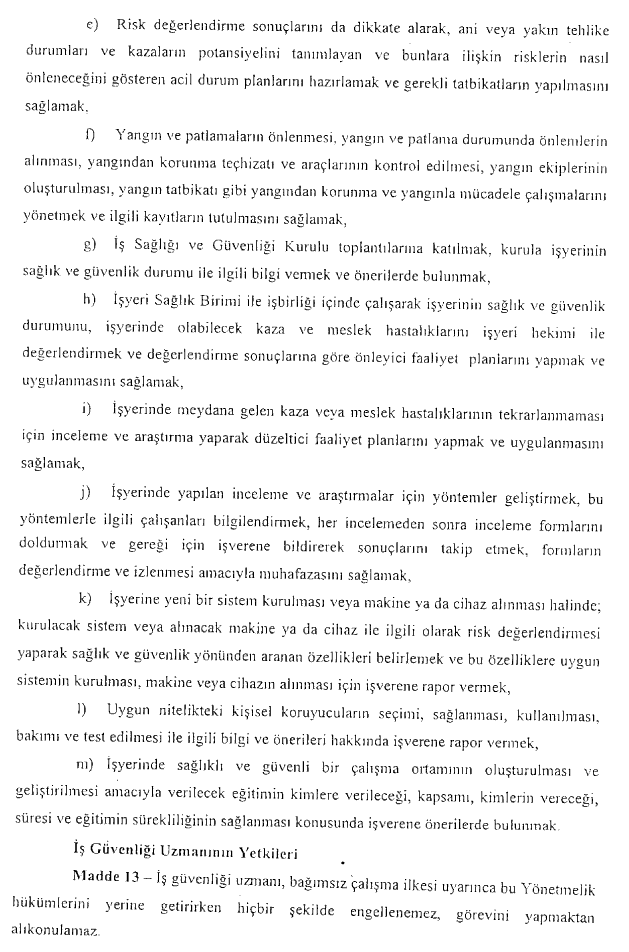 e) Risk değerlendirme sonuçlarını da dikkate alarak, ani veya yakın tehlike
durumları ve kazaların potansiyelini tanımlayan ve bunlara ilişkin risklerin nasıl
önleneceğini gösteren acil durum planlarını hazırlamak ve gerekli tatbikatların yapılmasını
sağlamak,
f) Yangın ve patlamaların önlenmesi, yangın ve patlama durumunda önlemlerin
alınması, yangından korunma teçhizatı ve araçlarının kontrol edilmesi, yangın ekiplerinin
oluşturulması, yangın tatbikatı gibi yangından korunma ve yangınla mücadele çalışmalarını
yönetmek ve ilgili kayıtların tutulmasını sağlamak,
g) İş Sağlığı ve Güvenliği Kurulu toplantılarına katılmak, kurula işyerinin
sağlık ve güvenlik durumu ile ilgili bilgi vermek ve önerilerde bulunmak,
h) İşyeri Sağlık Birimi ile işbirliği içinde çalışarak işyerinin sağlık ve güvenlik
durumunu, işyerinde olabilecek kaza ve meslek hastalıklarını işyeri hekimi ile
değerlendirmek ve değerlendirme sonuçlarına göre önleyici faaliyet planlarını yapmak ve
uygulanmasını sağlamak,
i) İşyerinde meydana gelen kaza veya meslek hastalıklarının tekrarlanmaması
için inceleme ve araştırma yaparak düzeltici faaliyet planlarını yapmak ve uygulanmasını
sağlamak,
j) İşyerinde yapılan inceleme ve araştırmalar için yöntemler geliştirmek, bu
yöntemlerle ilgili çalışanları bilgilendirmek, her incelemeden sonra inceleme formlarını
doldurmak ve gereği için işverene bildirerek sonuçlarını takip etmek, formların
değerlendirme ve izlenmesi amacıyla muhafazasını sağlamak,
k) İşyerine yeni bir sistem kurulması veya makine ya da cihaz alınması halinde;
kurulacak sistem veya alınacak makine ya da cihaz ile ilgili olarak risk değerlendirmesi
yaparak sağlık ve güvenlik yönünden aranan özellikleri belirlemek ve bu özelliklere uygun
sistemin kurulması, makine veya cihazın alınması için işverene rapor vermek,
l) Uygun nitelikteki kişisel koruyucuların seçimi, sağlanması, kullanılması,
bakımı ve test edilmesi ile ilgili bilgi ve önerileri hakkında işverene rapor vermek,
m) İşyerinde sağlıklı ve güvenli bir çalışma ortamının oluşturulması ve
geliştirilmesi amacıyla verilecek eğitimin kimlere verileceği, kapsamı, kimlerin vereceği,
süresi ve eğitimin sürekliliğinin sağlanması konusunda işverene önerilerde bulunmak.
İş Güvenliği Uzmanının Yetkileri
Madde 13 – İş güvenliği uzmanı, bağımsız çalışma ilkesi uyarınca bu Yönetmelik
hükümlerini yerine getirirken hiçbir şekilde engellenemez, görevini yapmaktan
alıkonulamaz.